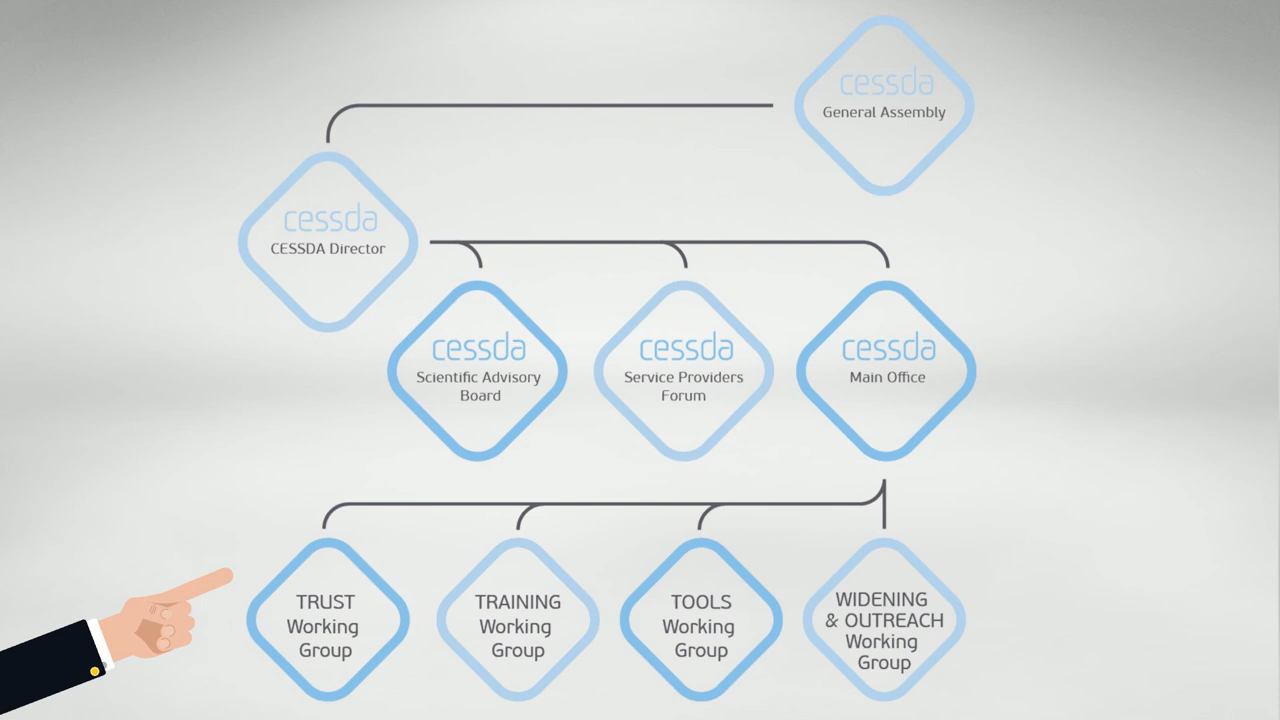 cessda
General Assembly
cessda
CESSDA Director
cessda
Scientific Advisory
Board
cessda
Service Providers
Forum
cessda
Main Office
TRUST
Working
Group
TRAINING
Working
Group
TOOLS
Working
Group
WIDENING
& OUTREACH
Working
Group